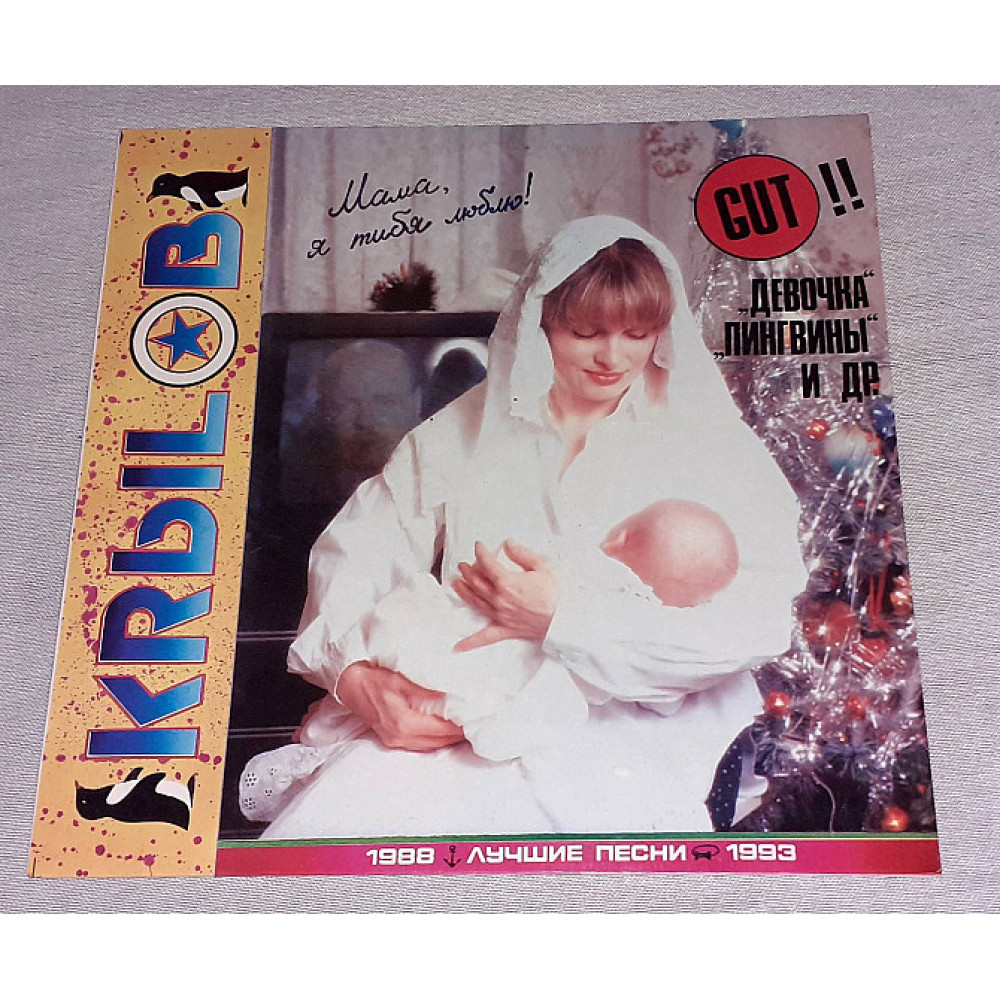 KRЫLOB
Мама,
я тибя люблю!
GUT!!
„ДЕВОЧКА“
„ПИНГВИНЫ“
И ДР.
1988 ЛУЧШИЕ ПЕСНИ 1993